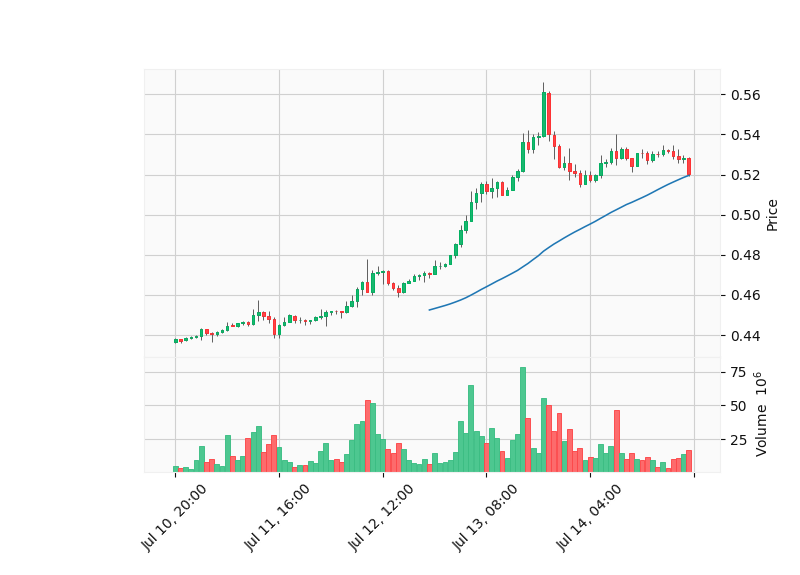 0.56
0.54
0.52
0.50
0.48
0.46
0.44
Price
75
50
25
Volume 10⁶
Jul 10, 20:00
Jul 11, 16:00
Jul 12, 12:00
Jul 13, 08:00
Jul 14, 04:00